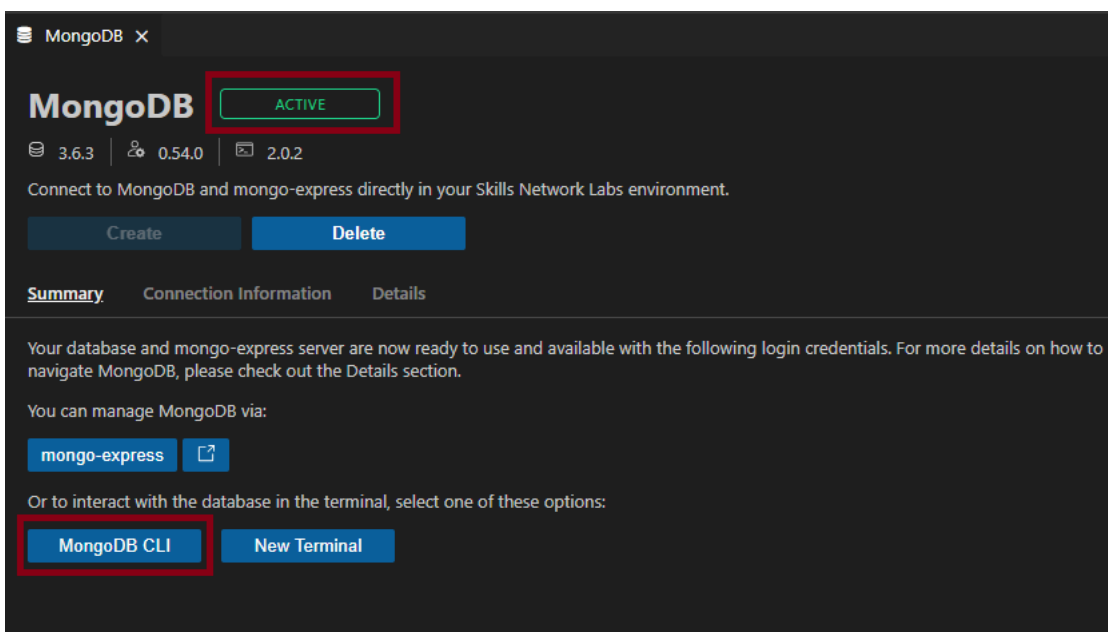 MongoDB
MongoDB ACTIVE
3.6.3 0.54.0 2.0.2
Connect to MongoDB and mongo-express directly in your Skills Network Labs environment.
Create Delete
Summary Connection Information Details
Your database and mongo-express server are now ready to use and available with the following login credentials. For more details on how to
navigate MongoDB, please check out the Details section.
You can manage MongoDB via:
mongo-express
Or to interact with the database in the terminal, select one of these options:
MongoDB CLI New Terminal